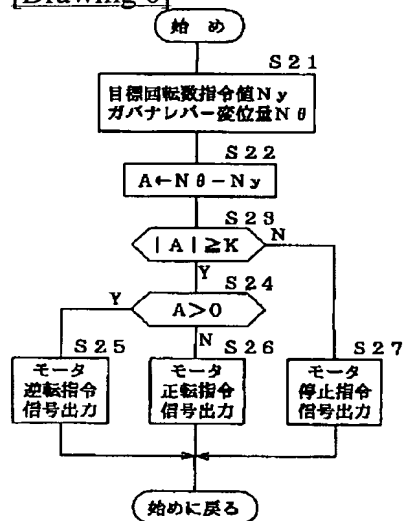 [Drawing 6]
始 め
S21
目標回転数指令値Ny
ガバナレバー変位量Nθ
S22
A←Nθ-Ny
S23
|A|≧K
N
Y
S24
Y
A>0
N
S25
モータ
逆転指令
信号出力
S26
モータ
正転指令
信号出力
S27
モータ
停止指令
信号出力
始めに戻る